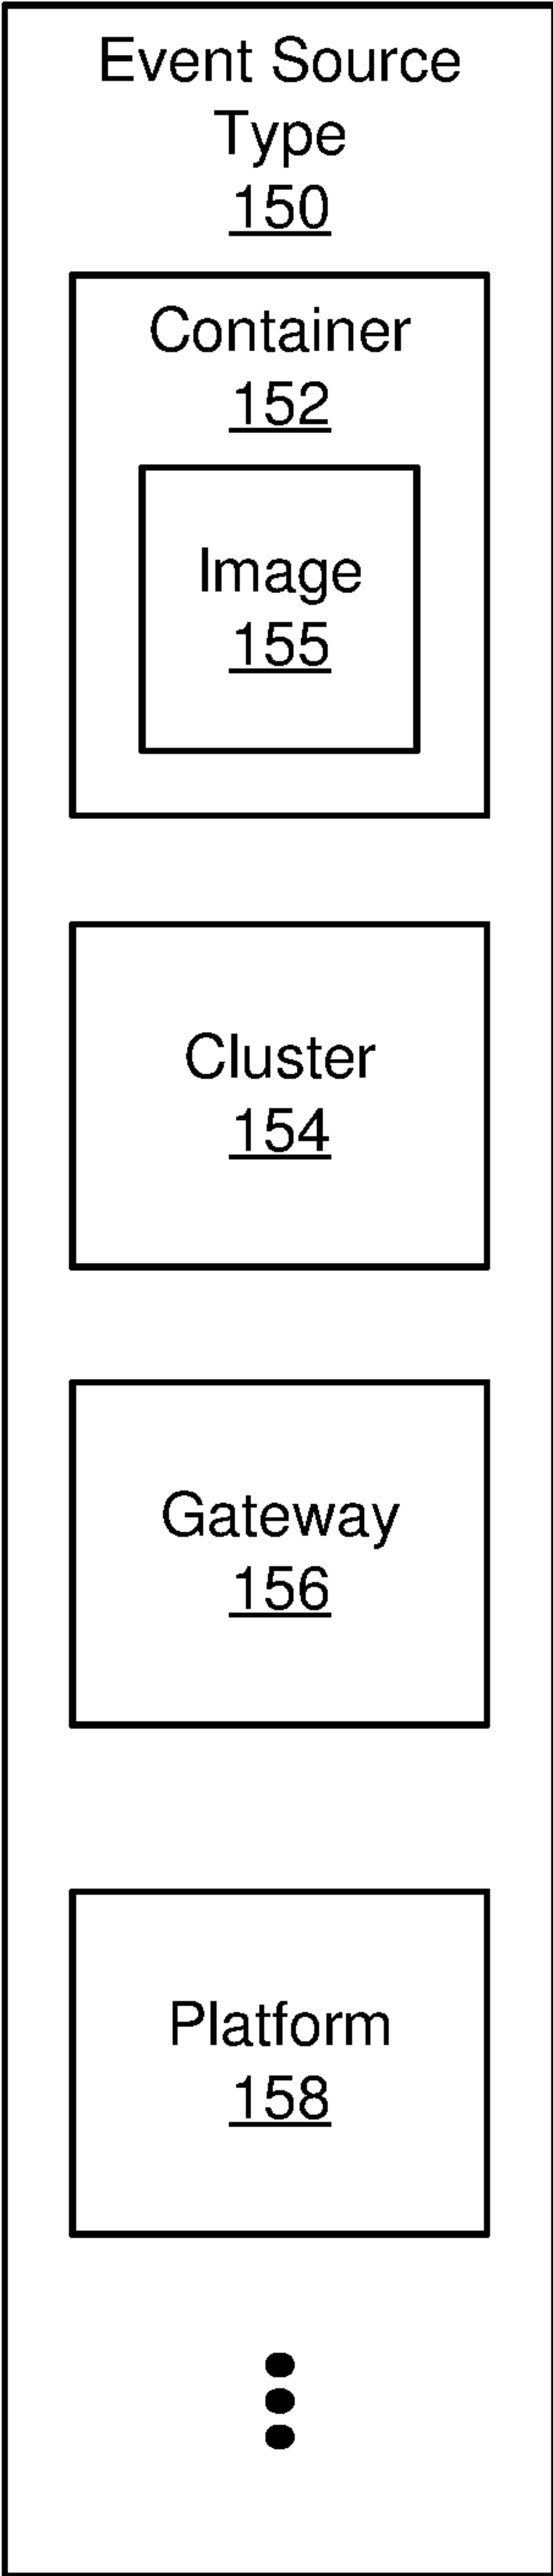 Event Source
Type
150
Container
152
Image
155
Cluster
154
Gateway
156
Platform
158